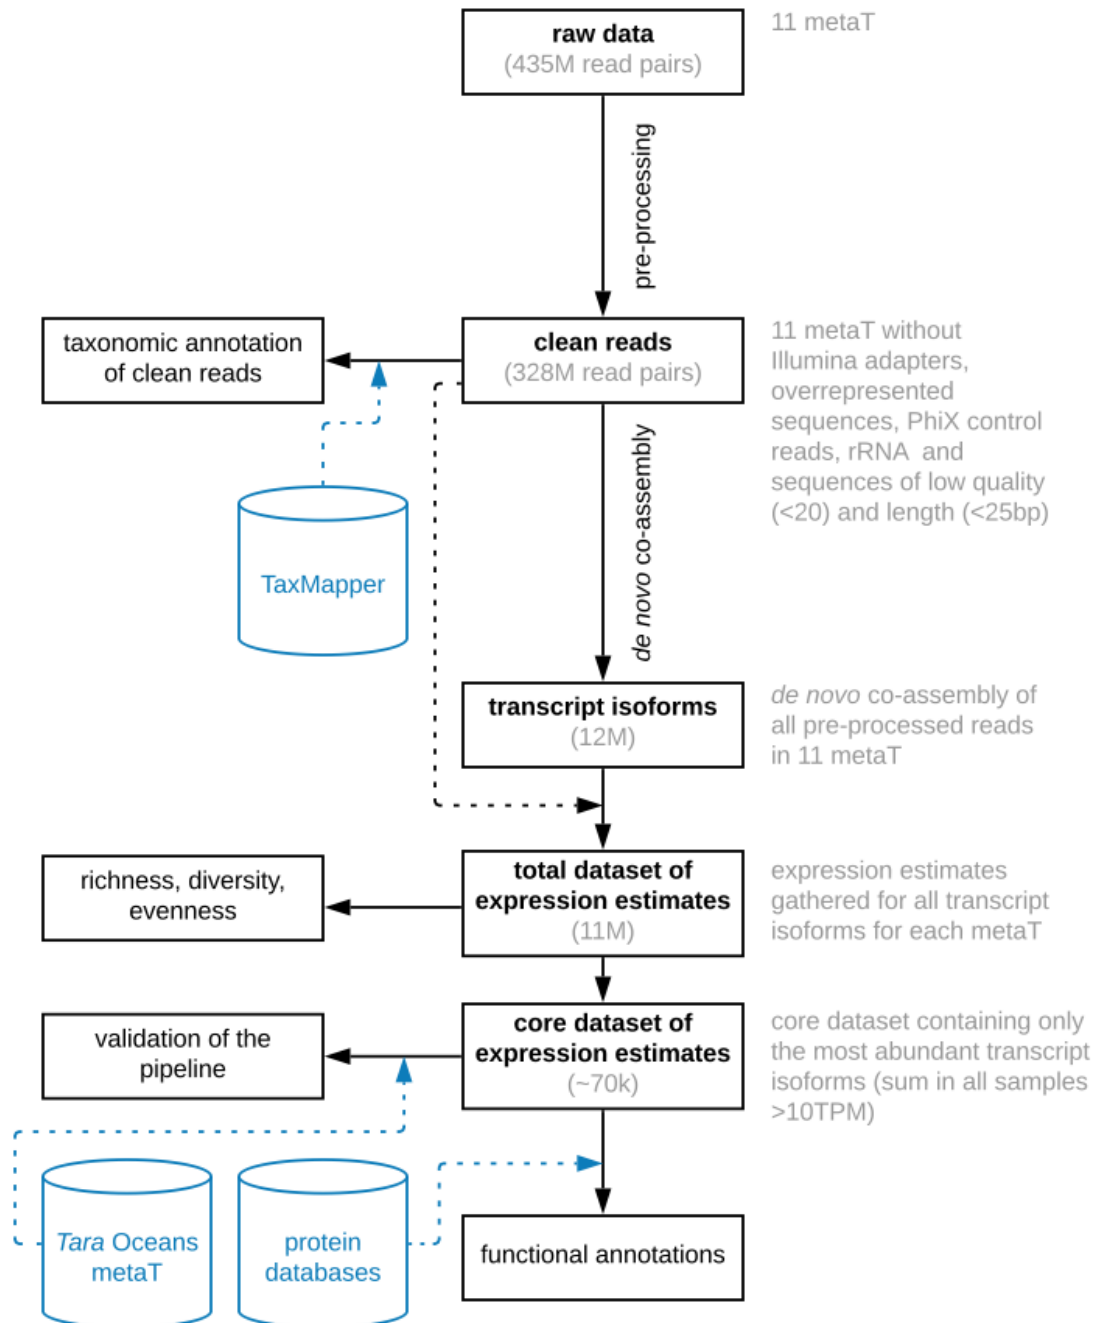 raw data
(435M read pairs)
11 metaT
pre-processing
taxonomic annotation
of clean reads
clean reads
(328M read pairs)
11 metaT without
Illumina adapters,
overrepresented
sequences, PhiX control
reads, rRNA and
sequences of low quality
(<20) and length (<25bp)
TaxMapper
de novo co-assembly
transcript isoforms
(12M)
de novo co-assembly of
all pre-processed reads
in 11 metaT
richness, diversity,
evenness
total dataset of
expression estimates
(11M)
expression estimates
gathered for all transcript
isoforms for each metaT
validation of the
pipeline
core dataset of
expression estimates
(~70k)
core dataset containing only
the most abundant transcript
isoforms (sum in all samples
>10TPM)
Tara Oceans
metaT
protein
databases
functional annotations